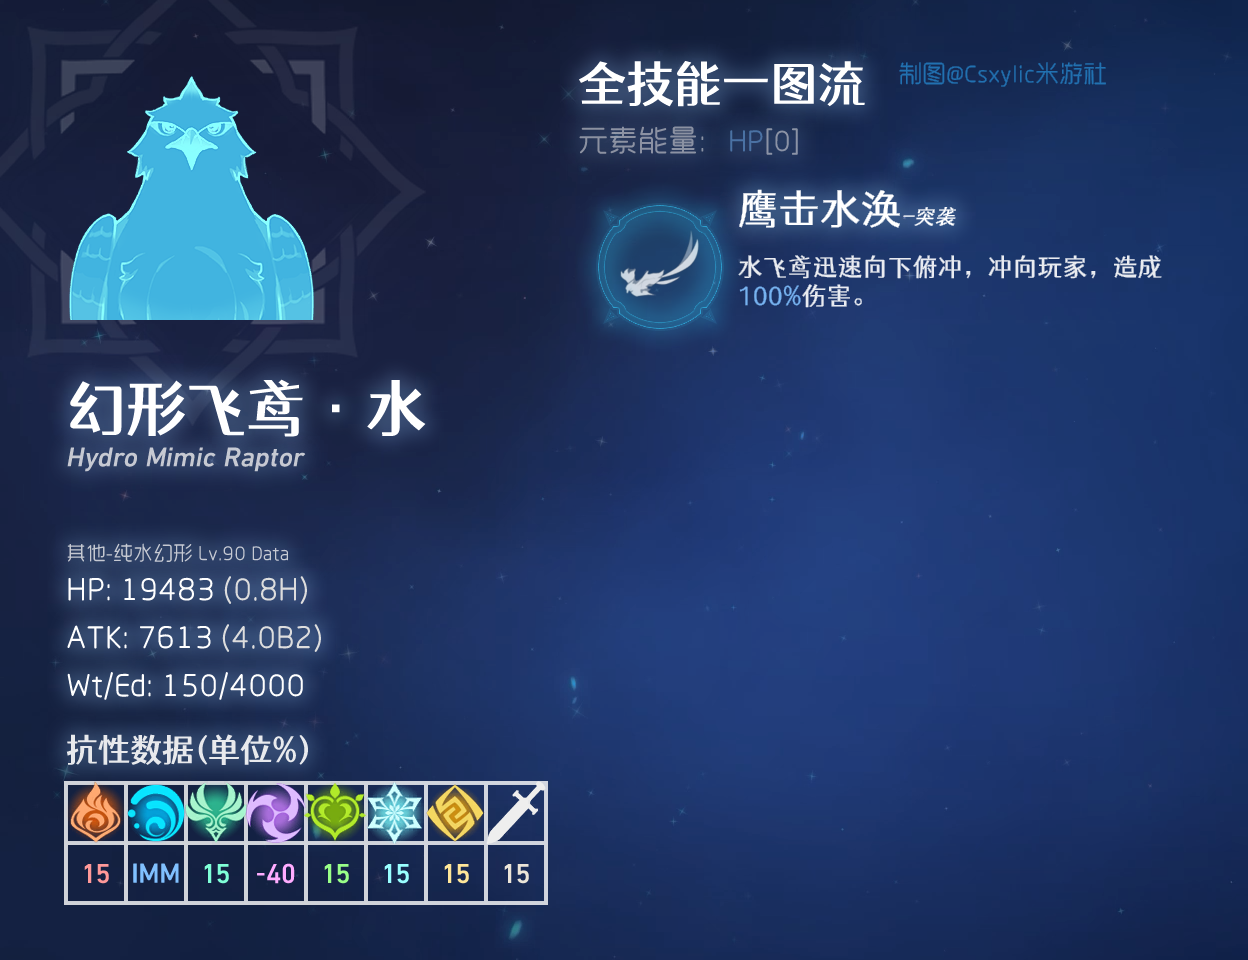 全技能一图流
制图@Csxylic米游社
元素能量: HP[0]
鹰击水涣-突袭
水飞鸢迅速向下俯冲，冲向玩家，造成
100%伤害。
幻形飞鸢·水
Hydro Mimic Raptor
其他-纯水幻形 Lv.90 Data
HP: 19483 (0.8H)
ATK: 7613 (4.0B2)
Wt/Ed: 150/4000
抗性数据(单位%)
15 IMM 15 -40 15 15 15 15